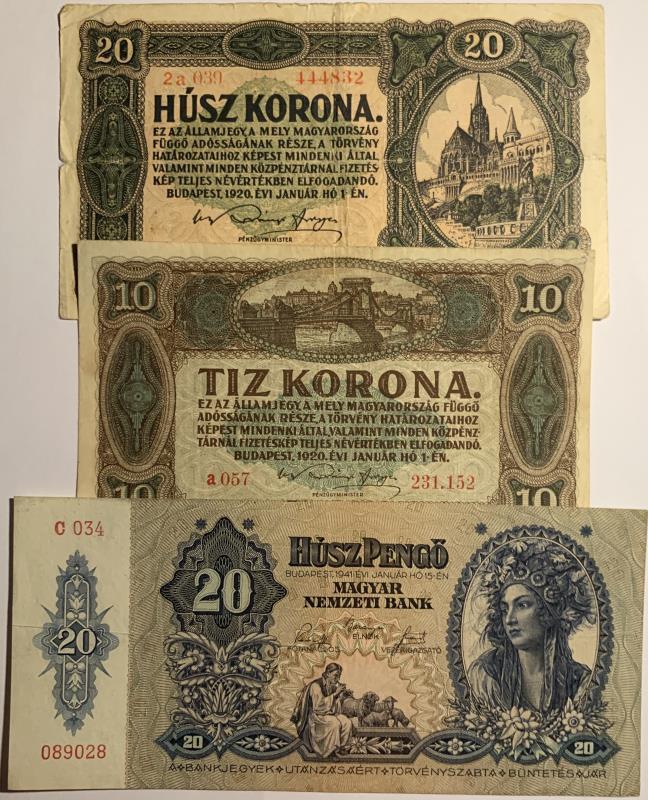 20
20
2a 039
444832
HÚSZ KORONA.
EZ AZ ÁLLAMJEGY, A MELY MAGYARORSZÁG
FÜGGŐ ADÓSSÁGÁNAK RÉSZE, A TÖRVÉNY
HATÁROZATAIHOZ KÉPEST MINDENKI ÁLTAL,
VALAMINT MINDEN KÖZPÉNZTÁRNÁL FIZETÉS
KÉP TELJES NÉVÉRTÉKBEN ELFOGADANDÓ.
BUDAPEST, 1920. ÉVI JANUÁR HÓ 1-ÉN.
PÉNZÜGYMINISTER
10
10
TIZ KORONA.
EZ AZ ÁLLAMJEGY, A MELY MAGYARORSZÁG FÜGGŐ
ADÓSSÁGÁNAK RÉSZE, A TÖRVÉNY HATÁROZATAIHOZ
KÉPEST MINDENKI ÁLTAL, VALAMINT MINDEN KÖZPÉNZ-
TÁRNÁL FIZETÉSKÉP TELJES NÉVÉRTÉKBEN ELFOGADANDÓ.
BUDAPEST, 1920. ÉVI JANUÁR HÓ 1-ÉN.
a 057
231.152
PÉNZÜGYMINISTER
10
10
C 034
HÚSZ PENGŐ
BUDAPEST, 1941. ÉVI JANUÁR HÓ 15-ÉN
MAGYAR
NEMZETI BANK
20
20
ELNÖK
FŐTANÁCSOS
VEZÉRIGAZGATÓ
089028
20
20
A BANKJEGYEK UTÁNZÁSÁÉRT TÖRVÉNYSZABTA BÜNTETÉS JÁR